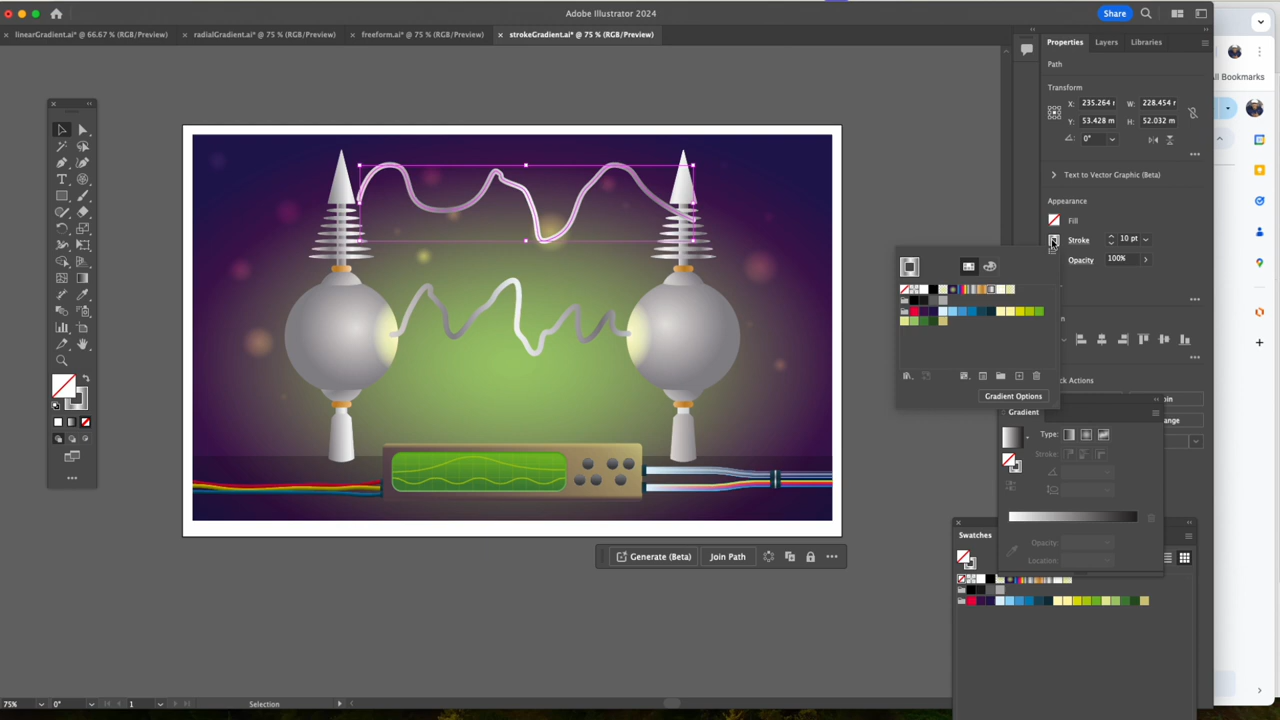 Adobe Illustrator 2024
Share
linearGradient.ai* @ 66.67 % (RGB/Preview)
radialGradient.ai* @ 75 % (RGB/Preview)
freeform.ai* @ 75 % (RGB/Preview)
strokeGradient.ai* @ 75 % (RGB/Preview)
Properties
Layers
Libraries
Path
All Bookmarks
Transform
X: 235.264 r
W: 228.454 r
Y: 53.428 m
H: 52.032 m
0°
Text to Vector Graphic (Beta)
Appearance
Fill
Stroke
10 pt
Opacity
100%
Gradient Options
Gradient
Type:
Stroke:
Opacity:
Location:
Swatches
Generate (Beta)
Join Path
75%
0°
1
Selection